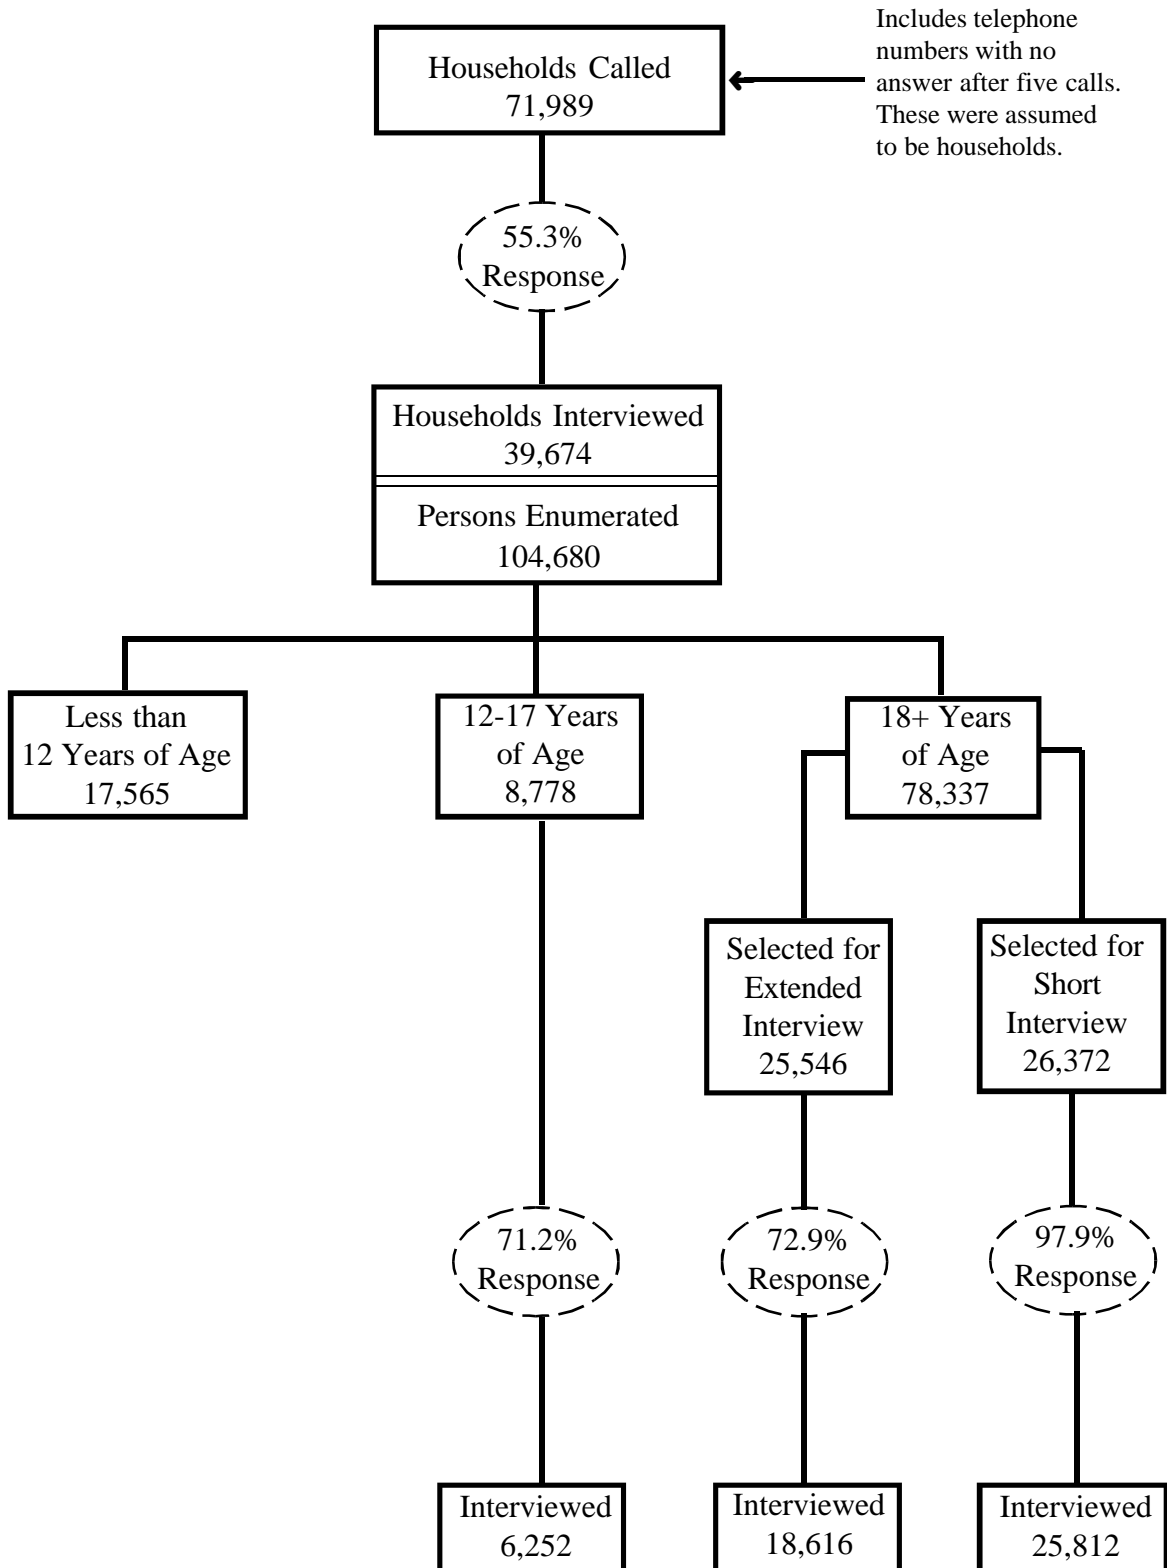 Includes telephone
numbers with no
answer after five calls.
These were assumed
to be households.
Households Called
71,989
55.3%
Response
Households Interviewed
39,674
Persons Enumerated
104,680
Less than
12 Years of Age
17,565
12-17 Years
of Age
8,778
18+ Years
of Age
78,337
Selected for
Extended
Interview
25,546
Selected for
Short
Interview
26,372
71.2%
Response
72.9%
Response
97.9%
Response
Interviewed
6,252
Interviewed
18,616
Interviewed
25,812